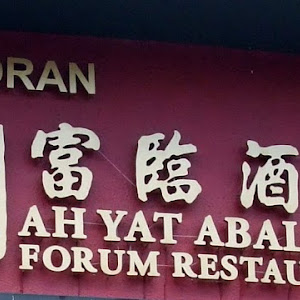 ORAN
富臨酒
AH YAT ABAL
FORUM RESTAU